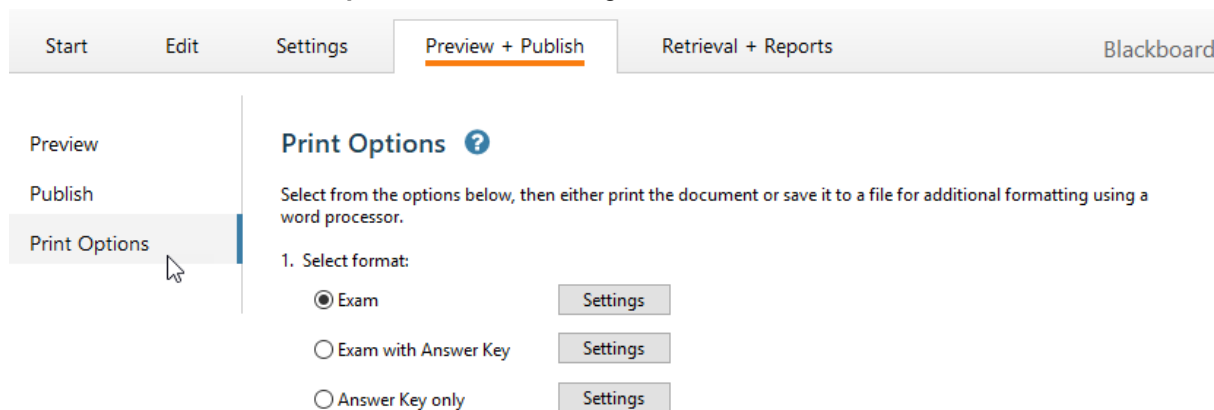 Start Edit Settings Preview + Publish Retrieval + Reports Blackboard
Preview
Publish
Print Options
Print Options ?
Select from the options below, then either print the document or save it to a file for additional formatting using a
word processor.
1. Select format:
Exam Settings
Exam with Answer Key Settings
Answer Key only Settings